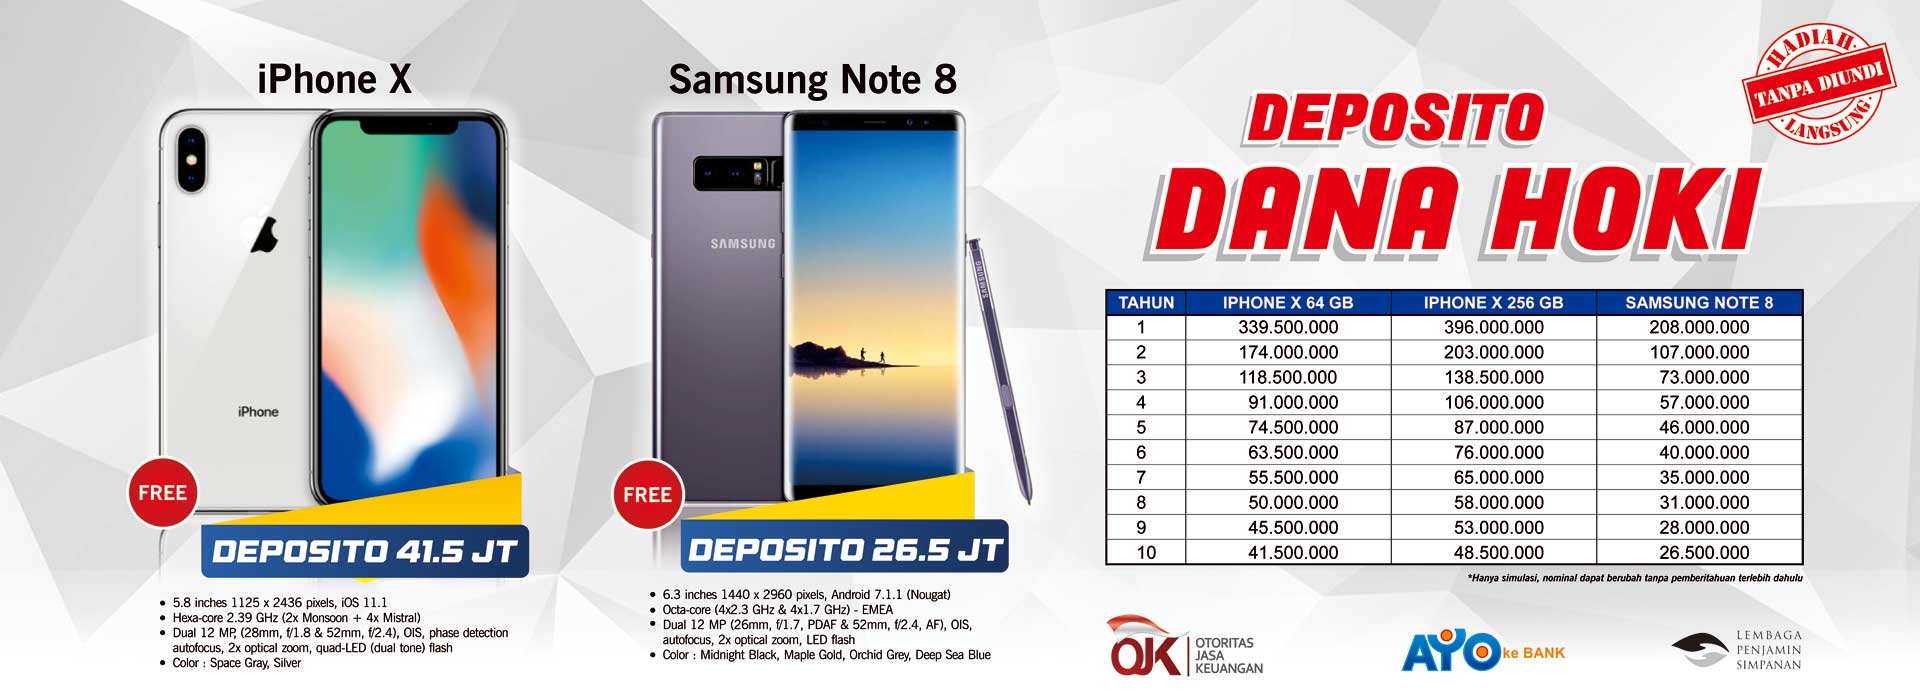 iPhone X
iPhone
FREE
DEPOSITO 41.5 JT
• 5.8 inches 1125 x 2436 pixels, iOS 11.1
• Hexa-core 2.39 GHz (2x Monsoon + 4x Mistral)
• Dual 12 MP, (28mm, f/1.8 & 52mm, f/2.4), OIS, phase detection
autofocus, 2x optical zoom, quad-LED (dual tone) flash
• Color : Space Gray, Silver
Samsung Note 8
SAMSUNG
SAMSUNG
FREE
DEPOSITO 26.5 JT
• 6.3 inches 1440 x 2960 pixels, Android 7.1.1 (Nougat)
• Octa-core (4x2.3 GHz & 4x1.7 GHz) - EMEA
• Dual 12 MP (26mm, f/1.7, PDAF & 52mm, f/2.4, AF), OIS,
autofocus, 2x optical zoom, LED flash
• Color : Midnight Black, Maple Gold, Orchid Grey, Deep Sea Blue
HADIAH
TANPA DIUNDI
LANGSUNG
DEPOSITO
DANA HOKI
TAHUN IPHONE X 64 GB IPHONE X 256 GB SAMSUNG NOTE 8
1 339.500.000 396.000.000 208.000.000
2 174.000.000 203.000.000 107.000.000
3 118.500.000 138.500.000 73.000.000
4 91.000.000 106.000.000 57.000.000
5 74.500.000 87.000.000 46.000.000
6 63.500.000 76.000.000 40.000.000
7 55.500.000 65.000.000 35.000.000
8 50.000.000 58.000.000 31.000.000
9 45.500.000 53.000.000 28.000.000
10 41.500.000 48.500.000 26.500.000
*Hanya simulasi, nominal dapat berubah tanpa pemberitahuan terlebih dahulu
OJK
OTORITAS
JASA
KEUANGAN
AYO ke BANK
LEMBAGA
PENJAMIN
SIMPANAN